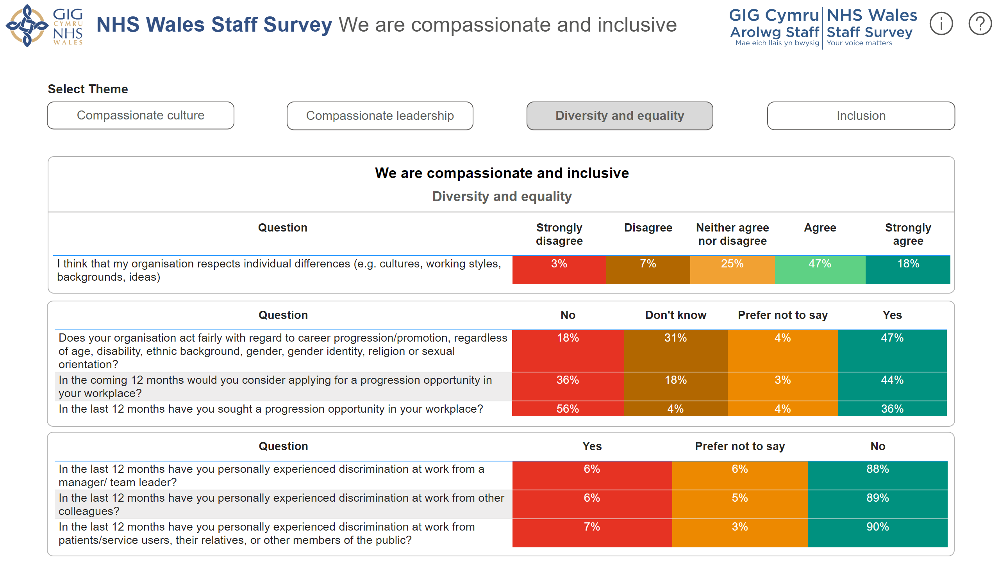 GIG
CYMRU
NHS
WALES
NHS Wales Staff Survey We are compassionate and inclusive
GIG Cymru
Arolwg Staff
Mae eich llais yn bwysig
NHS Wales
Staff Survey
Your voice matters
i
?
Select Theme
Compassionate culture
Compassionate leadership
Diversity and equality
Inclusion
We are compassionate and inclusive
Diversity and equality
Question
Strongly
disagree
Disagree
Neither agree
nor disagree
Agree
Strongly
agree
I think that my organisation respects individual differences (e.g. cultures, working styles,
backgrounds, ideas)
3%
7%
25%
47%
18%
Question
No
Don't know
Prefer not to say
Yes
Does your organisation act fairly with regard to career progression/promotion, regardless
of age, disability, ethnic background, gender, gender identity, religion or sexual
orientation?
18%
31%
4%
47%
In the coming 12 months would you consider applying for a progression opportunity in
your workplace?
36%
18%
3%
44%
In the last 12 months have you sought a progression opportunity in your workplace?
56%
4%
4%
36%
Question
Yes
Prefer not to say
No
In the last 12 months have you personally experienced discrimination at work from a
manager/ team leader?
6%
6%
88%
In the last 12 months have you personally experienced discrimination at work from other
colleagues?
6%
5%
89%
In the last 12 months have you personally experienced discrimination at work from
patients/service users, their relatives, or other members of the public?
7%
3%
90%